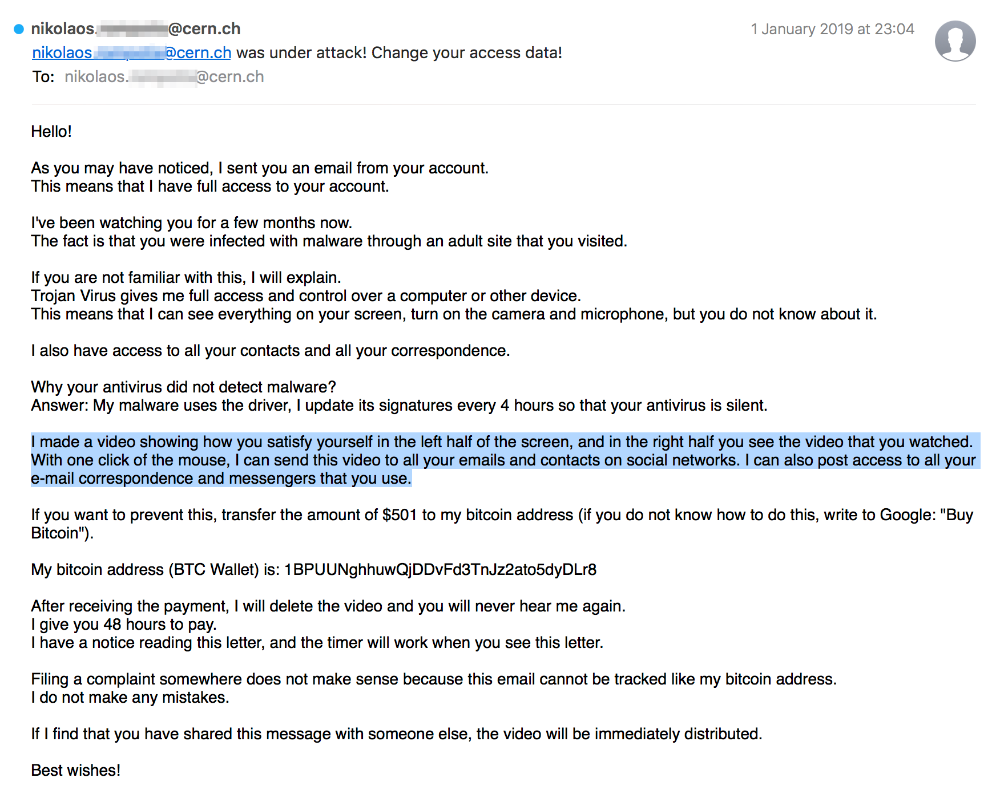 nikolaos. @cern.ch
1 January 2019 at 23:04
nikolaos. @cern.ch was under attack! Change your access data!
To: nikolaos. @cern.ch
Hello!
As you may have noticed, I sent you an email from your account.
This means that I have full access to your account.
I've been watching you for a few months now.
The fact is that you were infected with malware through an adult site that you visited.
If you are not familiar with this, I will explain.
Trojan Virus gives me full access and control over a computer or other device.
This means that I can see everything on your screen, turn on the camera and microphone, but you do not know about it.
I also have access to all your contacts and all your correspondence.
Why your antivirus did not detect malware?
Answer: My malware uses the driver, I update its signatures every 4 hours so that your antivirus is silent.
I made a video showing how you satisfy yourself in the left half of the screen, and in the right half you see the video that you watched.
With one click of the mouse, I can send this video to all your emails and contacts on social networks. I can also post access to all your
e-mail correspondence and messengers that you use.
If you want to prevent this, transfer the amount of $501 to my bitcoin address (if you do not know how to do this, write to Google: "Buy
Bitcoin").
My bitcoin address (BTC Wallet) is: 1BPUUNghhuwQjDDvFd3TnJz2ato5dyDLr8
After receiving the payment, I will delete the video and you will never hear me again.
I give you 48 hours to pay.
I have a notice reading this letter, and the timer will work when you see this letter.
Filing a complaint somewhere does not make sense because this email cannot be tracked like my bitcoin address.
I do not make any mistakes.
If I find that you have shared this message with someone else, the video will be immediately distributed.
Best wishes!